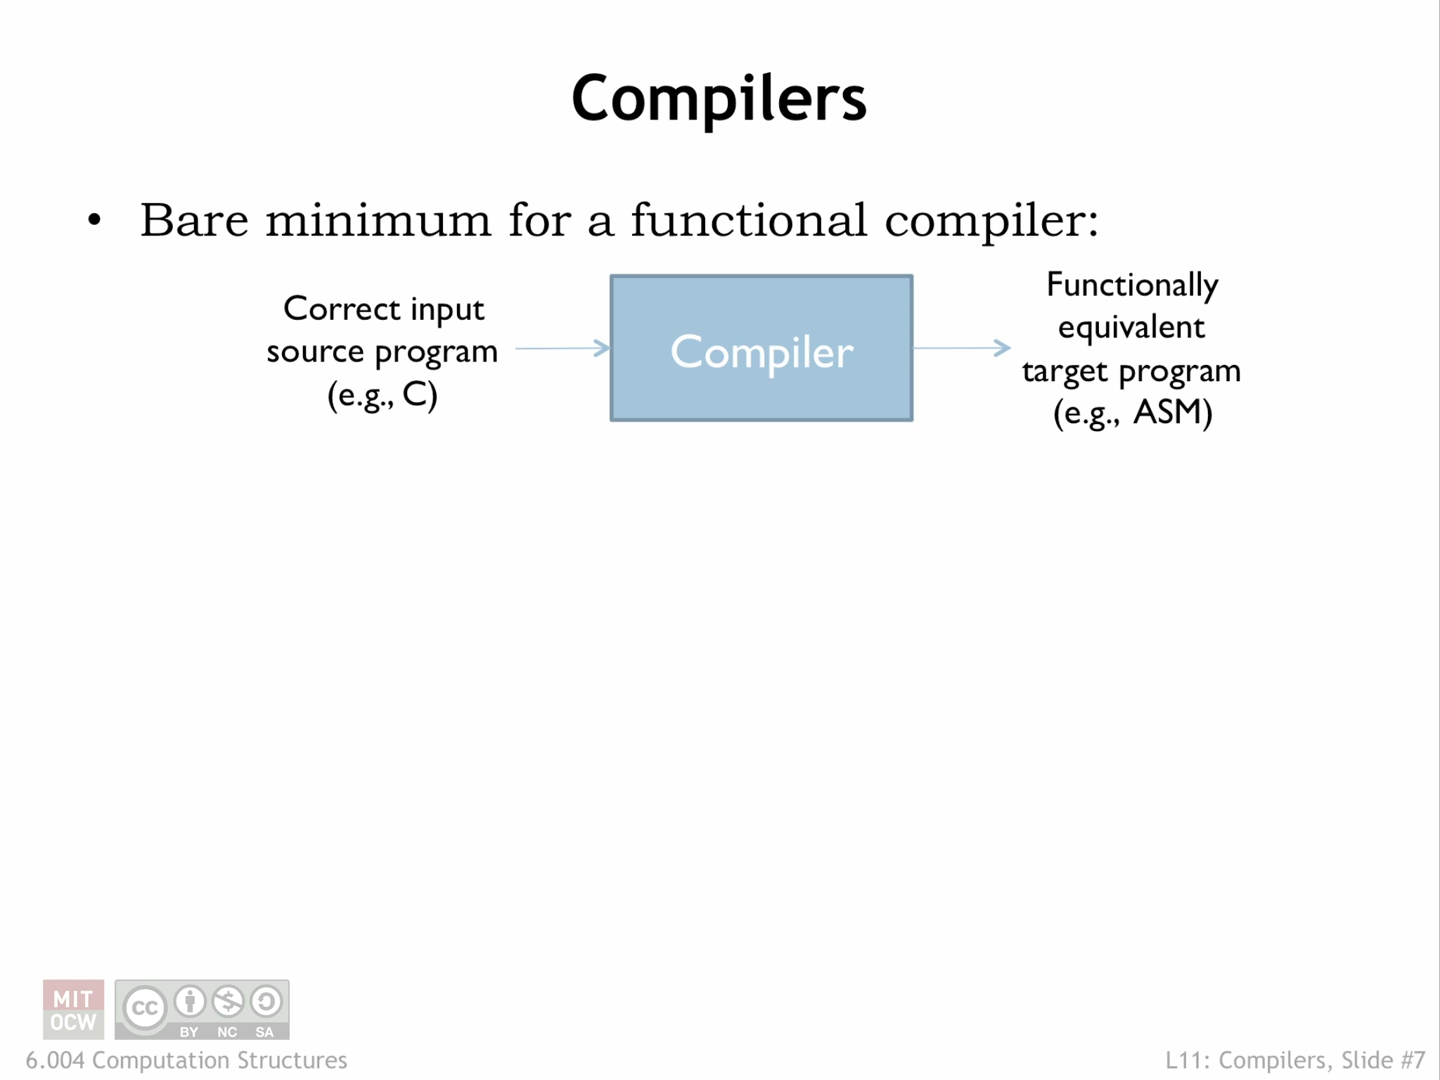 Compilers
• Bare minimum for a functional compiler:
Correct input
source program
(e.g., C)
Compiler
Functionally
equivalent
target program
(e.g., ASM)
MIT
OCW
cc
BY NC SA
6.004 Computation Structures
L11: Compilers, Slide #7